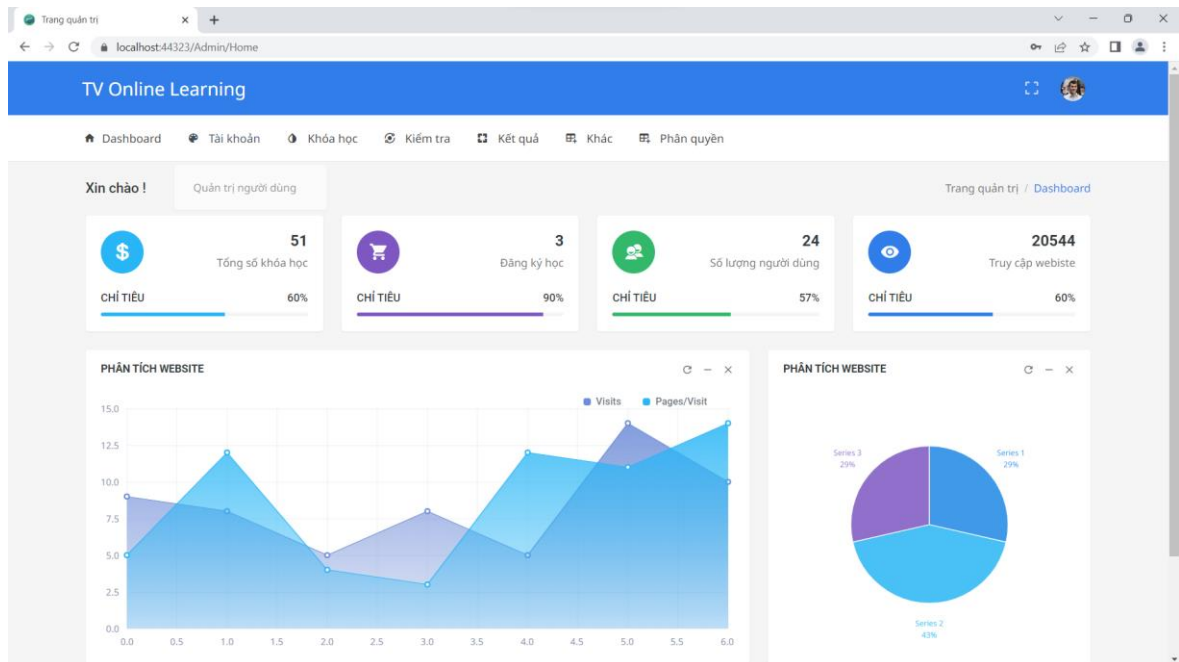 Trang quản trị
localhost:44323/Admin/Home
TV Online Learning
Dashboard Tài khoản Khóa học Kiểm tra Kết quả Khác Phân quyền
Xin chào ! Quản trị người dùng Trang quản trị / Dashboard
51
Tổng số khóa học
CHỈ TIÊU 60%
3
Đăng ký học
CHỈ TIÊU 90%
24
Số lượng người dùng
CHỈ TIÊU 57%
20544
Truy cập webiste
CHỈ TIÊU 60%
PHÂN TÍCH WEBSITE
Visits Pages/Visit
15.0
12.5
10.0
7.5
5.0
2.5
0.0
0.0 0.5 1.0 1.5 2.0 2.5 3.0 3.5 4.0 4.5 5.0 5.5 6.0
PHÂN TÍCH WEBSITE
Series 3
29%
Series 1
29%
Series 2
43%